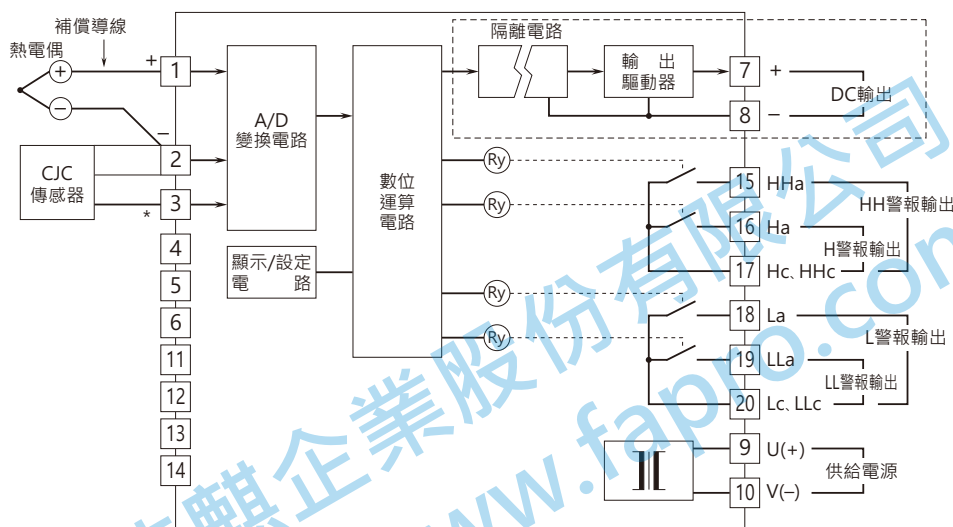 補償導線
熱電偶
+
−
+
−
1
2
3
*
CJC
傳感器
4
5
6
11
12
13
14
A/D
變換電路
顯示/設定
電路
數位
運算
電路
隔離電路
輸出
驅動器
7 +
8 −
DC輸出
Ry
Ry
Ry
Ry
15 HHa
16 Ha
17 Hc、HHc
HH警報輸出
H警報輸出
18 La
19 LLa
20 Lc、LLc
L警報輸出
LL警報輸出
9 U(+)
10 V(−)
供給電源
麒企業股份有限公司
www.fapro.com